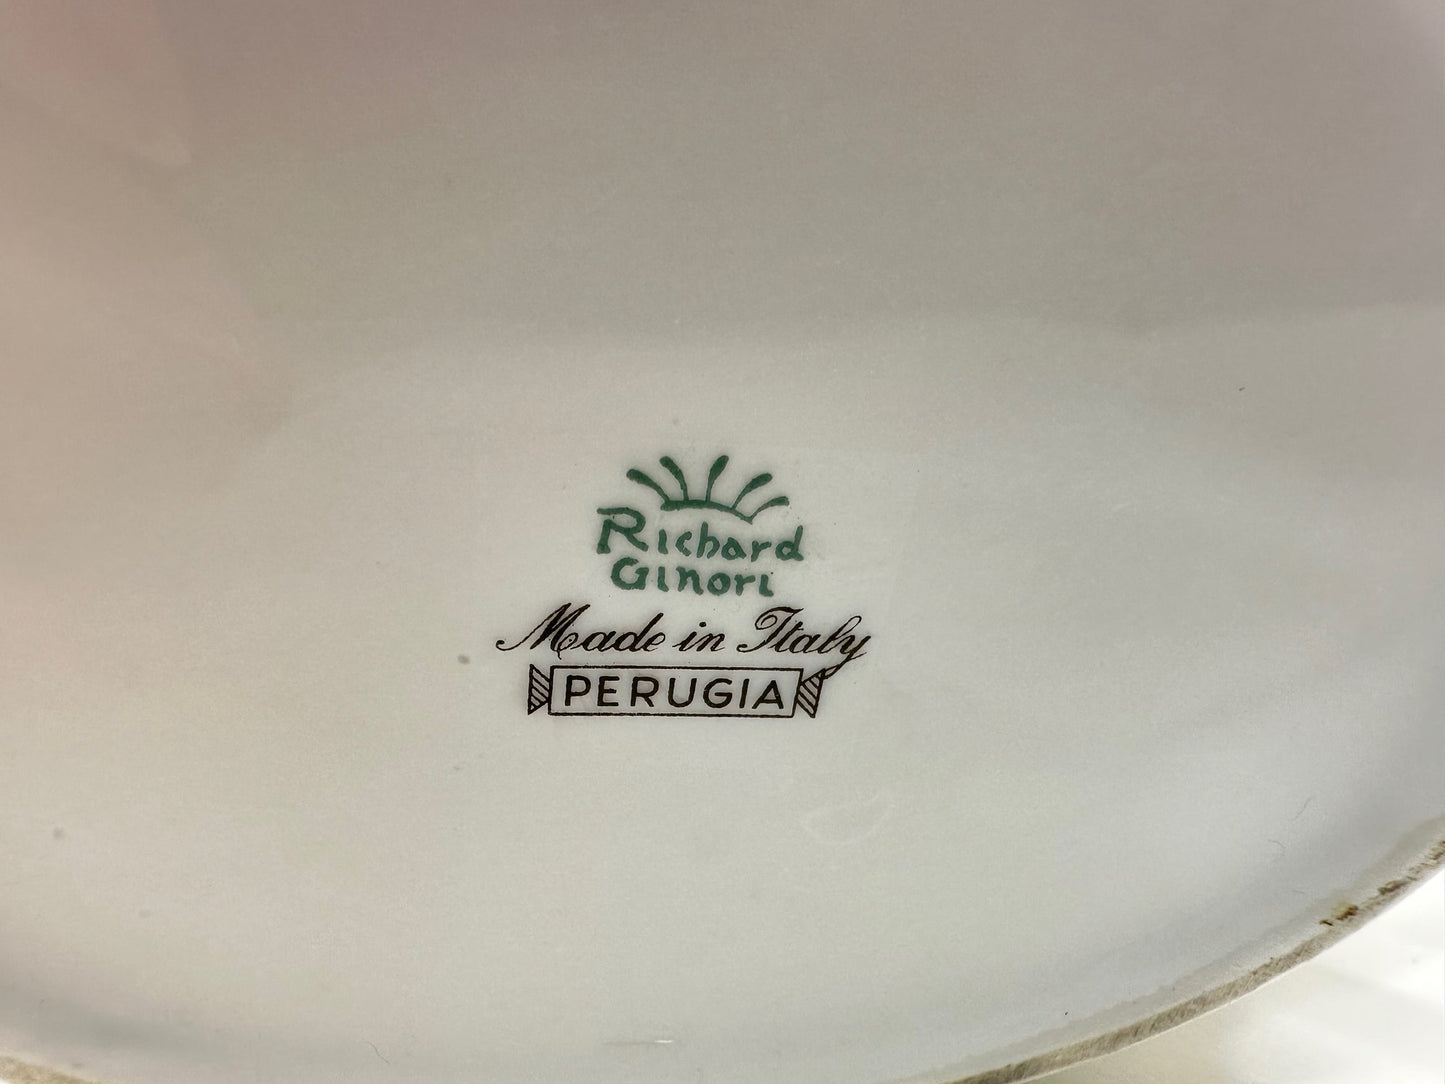 Richard
Ginori
Made in Italy
PERUGIA